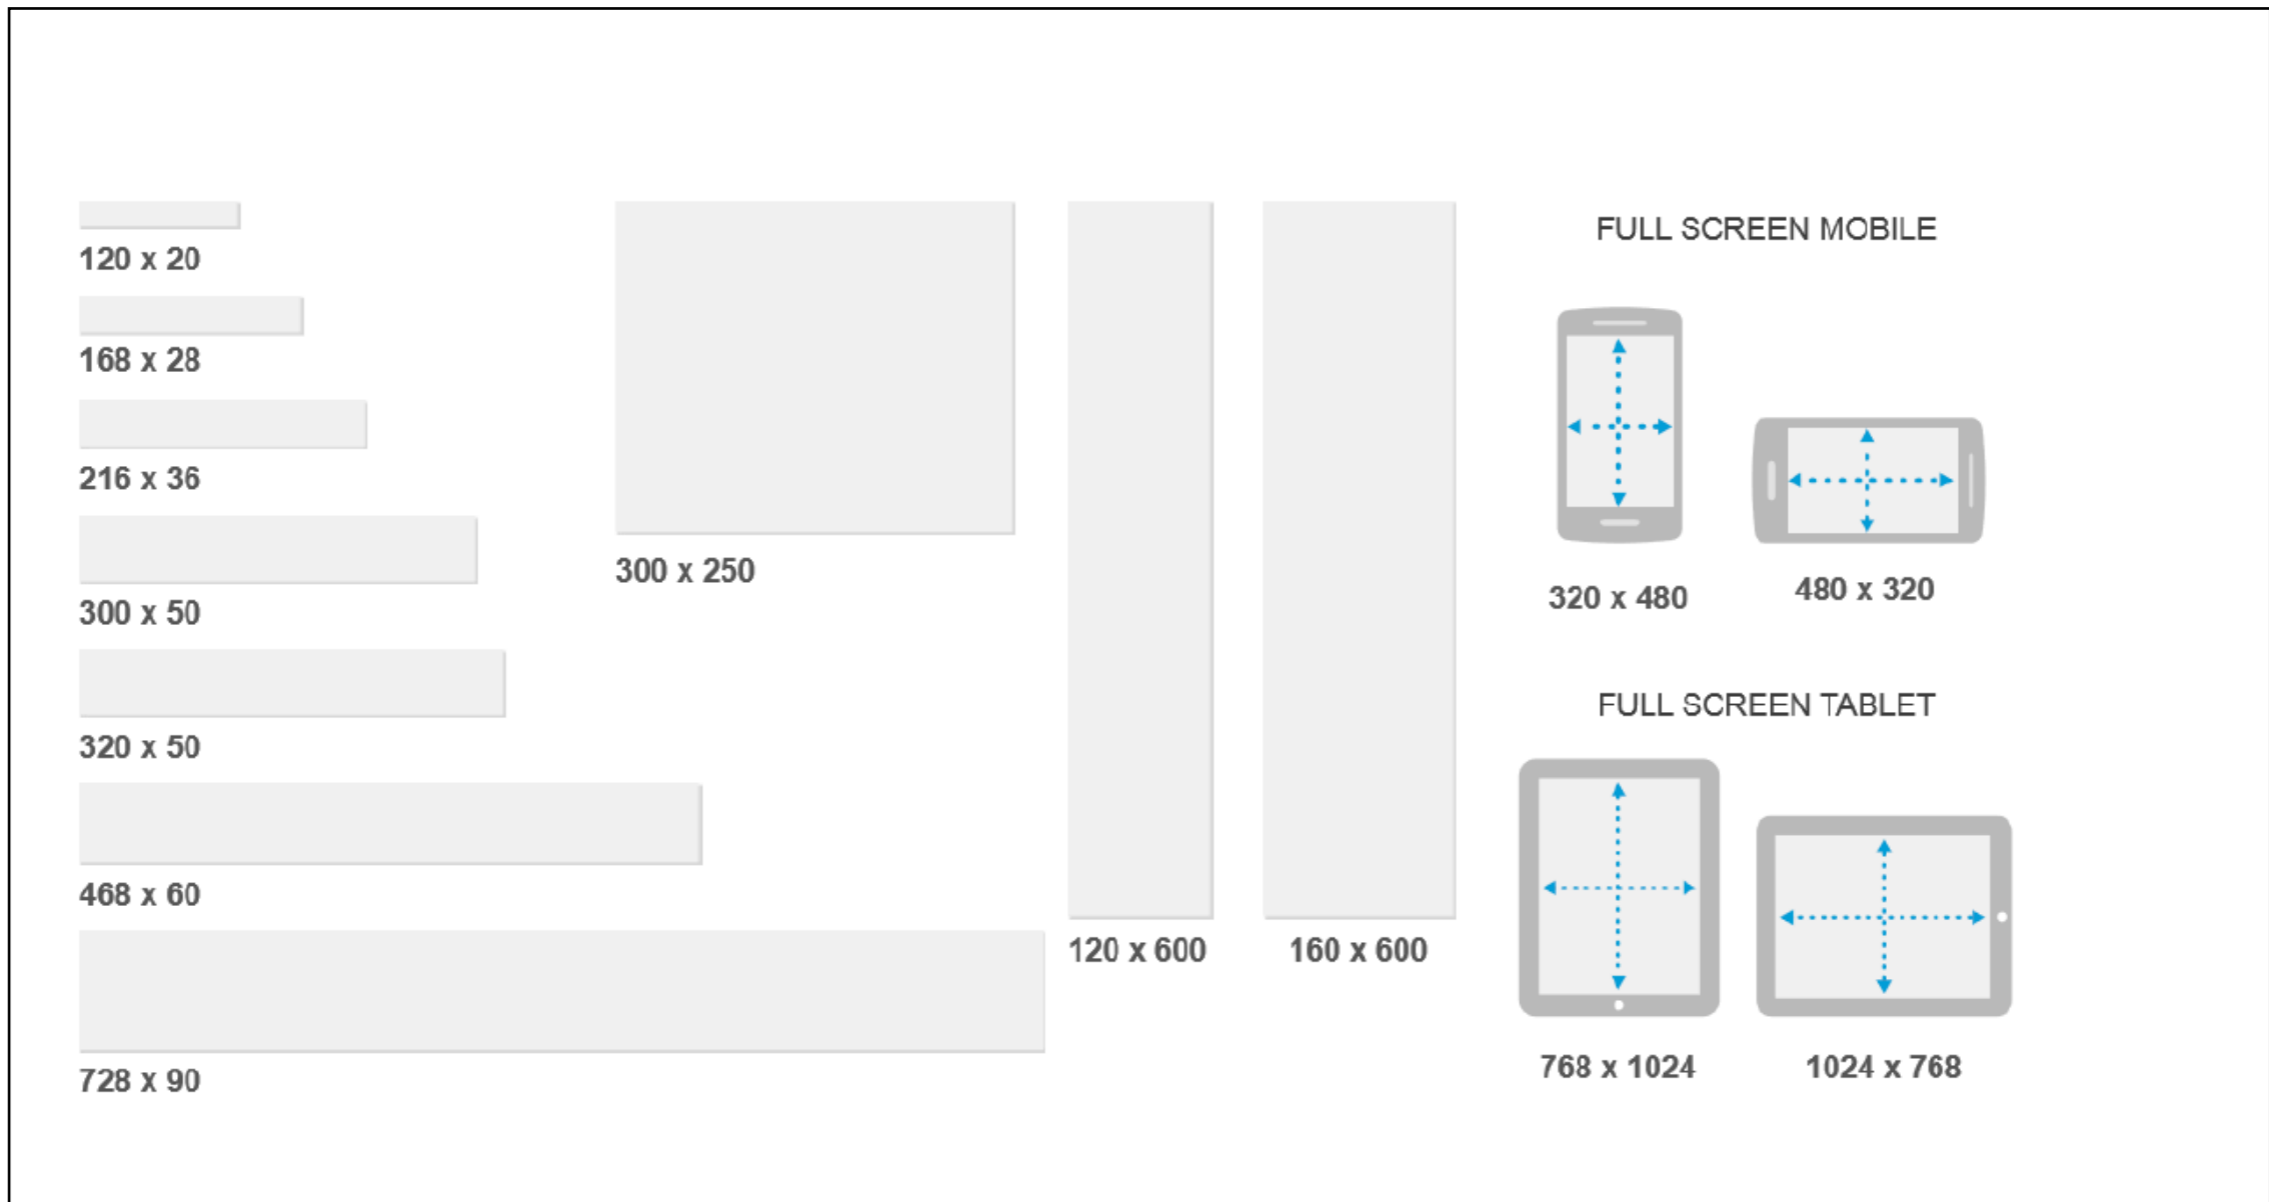 120 x 20
168 x 28
216 x 36
300 x 50
320 x 50
468 x 60
728 x 90
300 x 250
120 x 600
160 x 600
FULL SCREEN MOBILE
320 x 480
480 x 320
FULL SCREEN TABLET
768 x 1024
1024 x 768